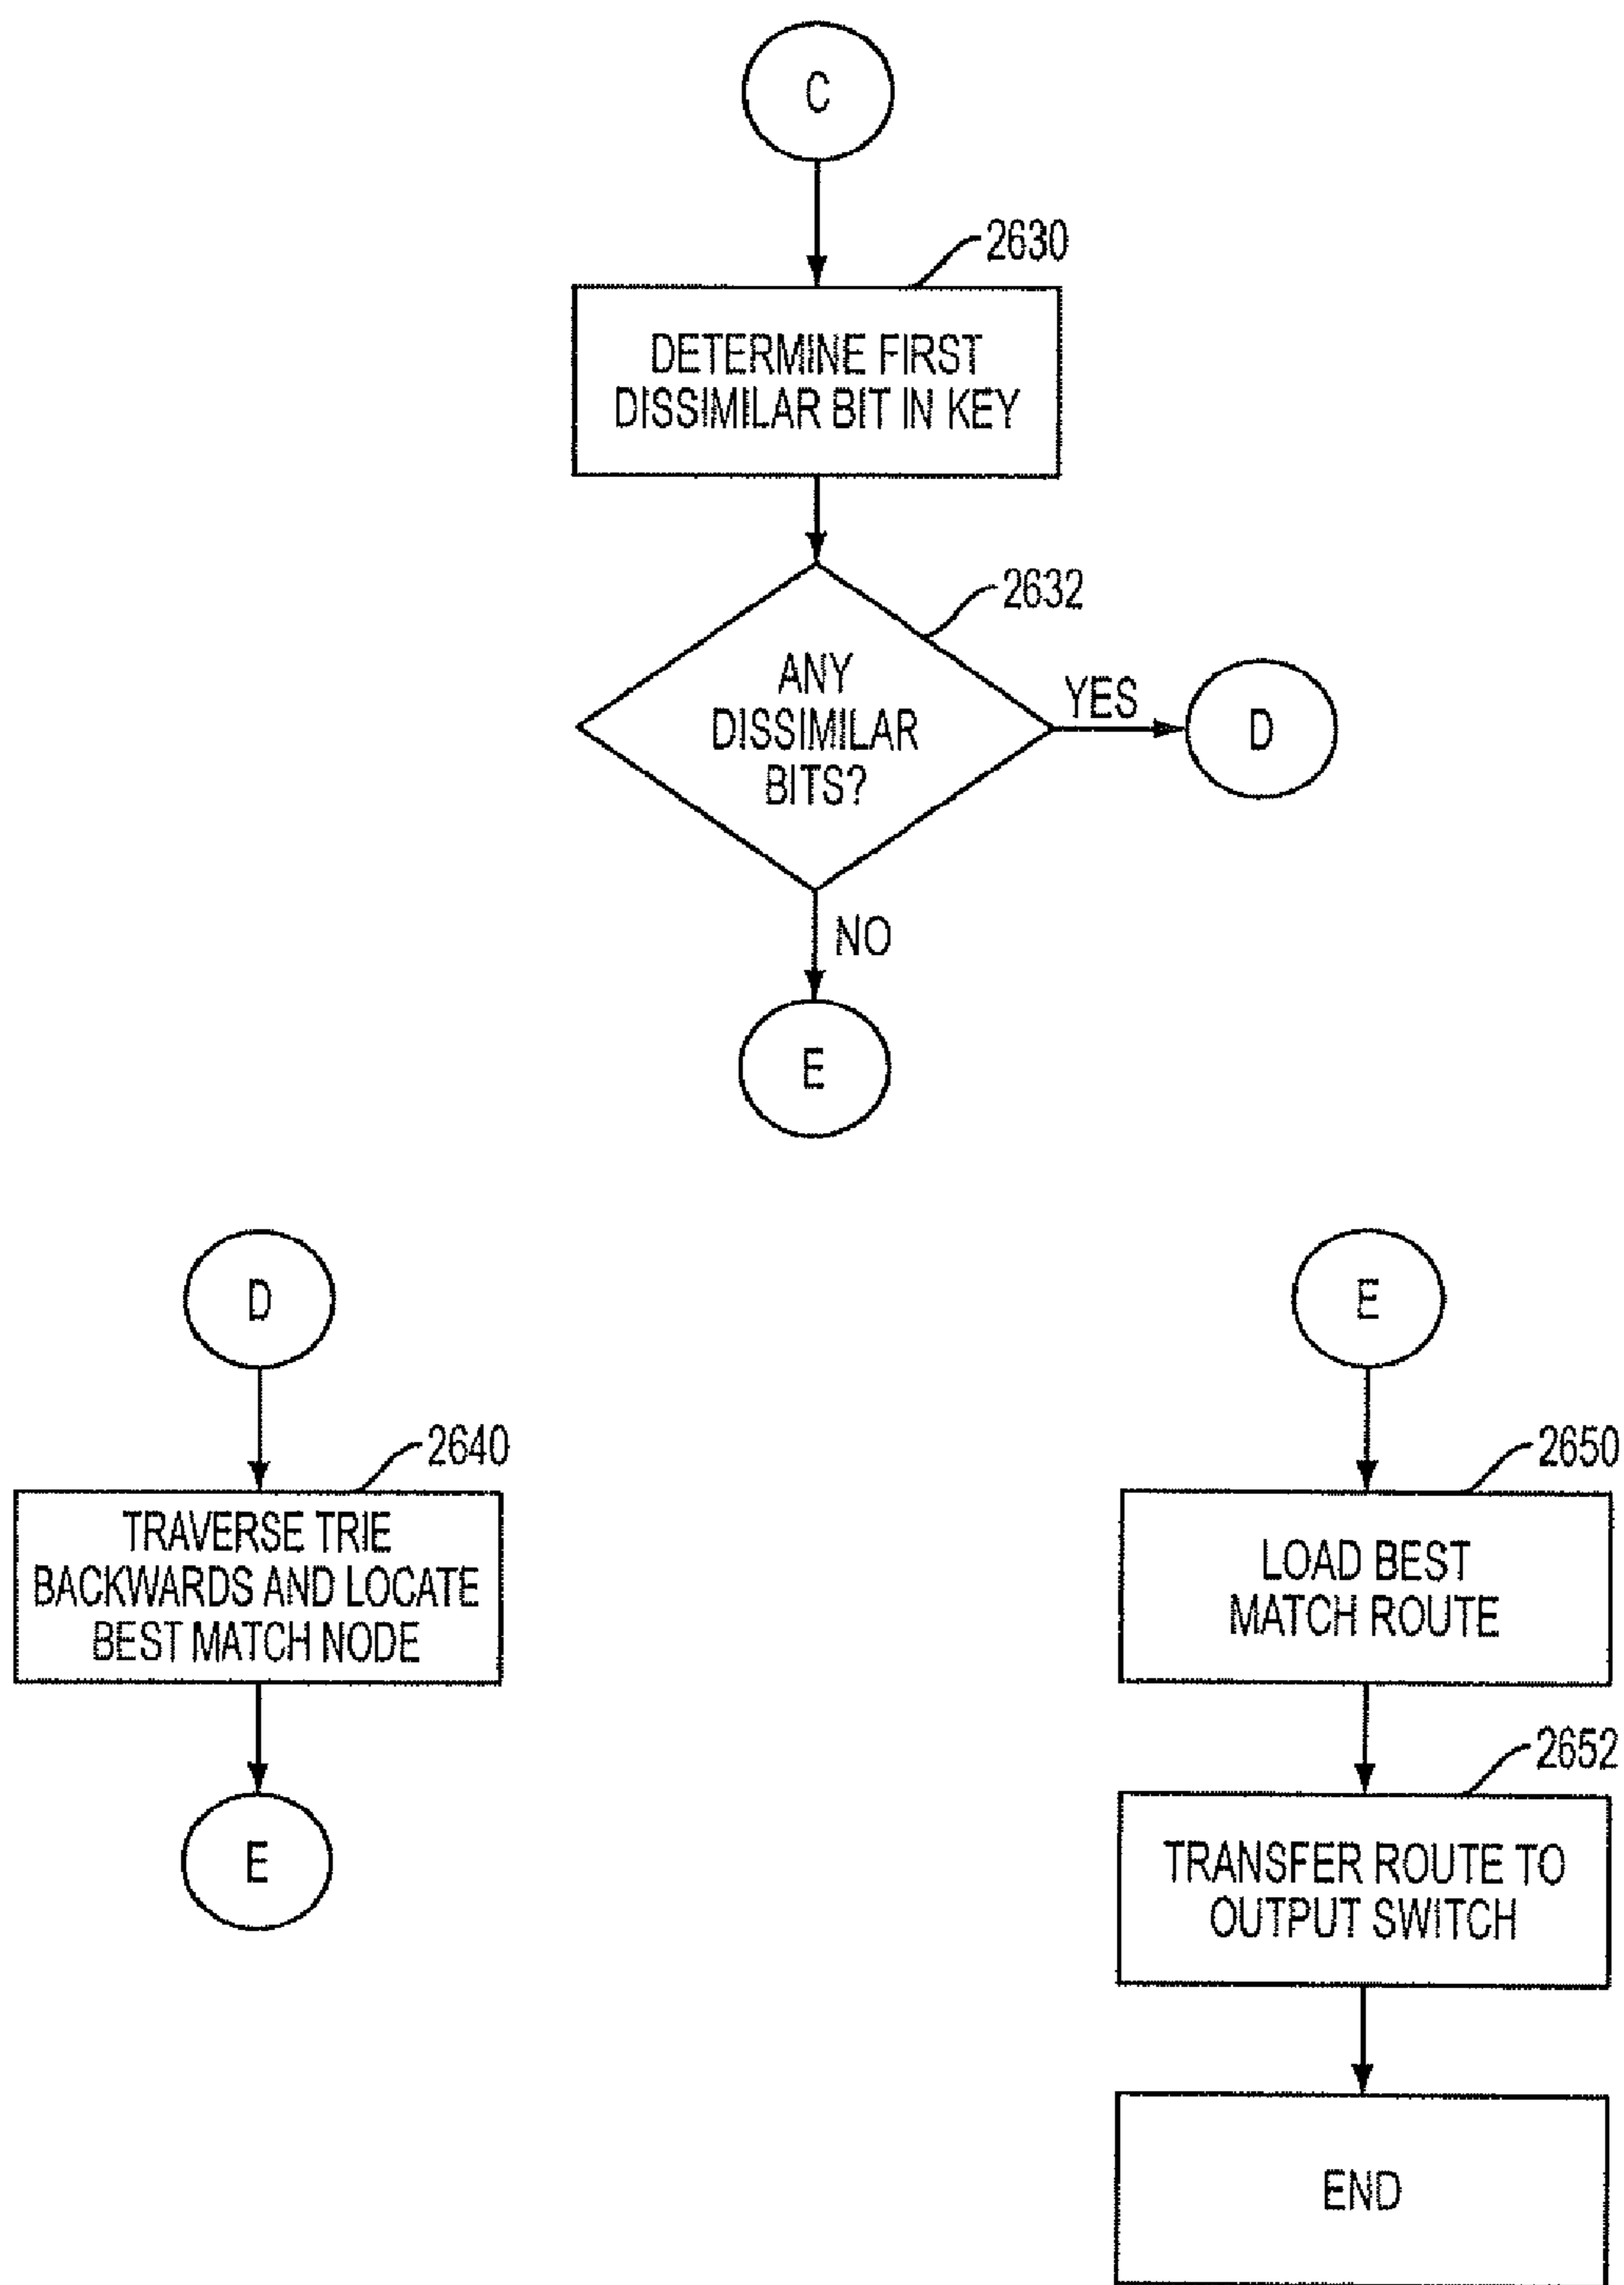 C
2630
DETERMINE FIRST
DISSIMILAR BIT IN KEY
2632
ANY
DISSIMILAR
BITS?
YES
D
NO
E
D
2640
TRAVERSE TRIE
BACKWARDS AND LOCATE
BEST MATCH NODE
E
E
2650
LOAD BEST
MATCH ROUTE
2652
TRANSFER ROUTE TO
OUTPUT SWITCH
END